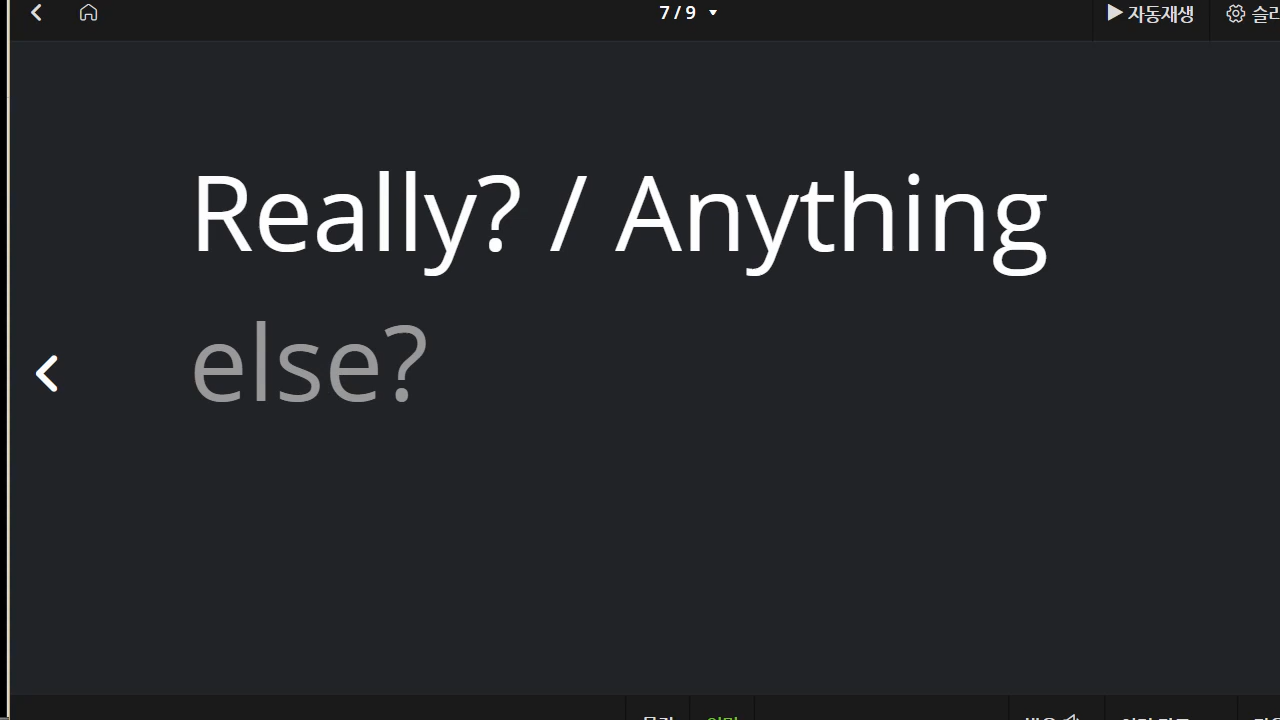 7 / 9
자동재생
Really? / Anything
else?